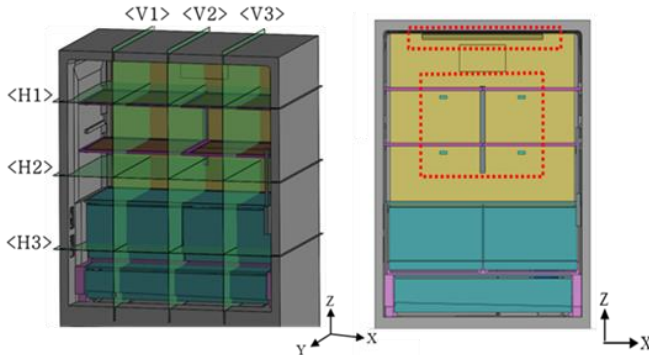 <V1> <V2> <V3>
<H1>
<H2>
<H3>
Z
Y X
Z
X